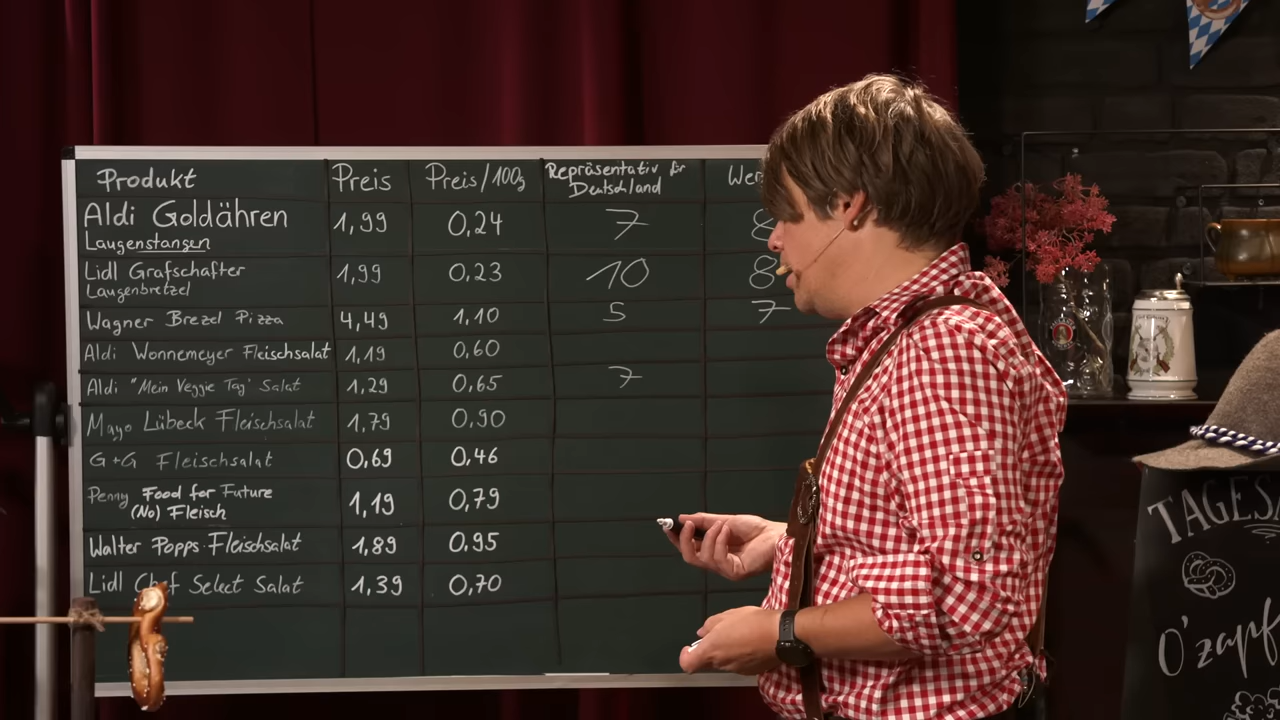 Produkt Preis Preis/100g Repräsentativ für Deutschland
Aldi Goldähren Laugenstangen 1,99 0,24 7 8
Lidl Grafschafter Laugenbretzel 1,99 0,23 10 8
Wagner Brezel Pizza 4,49 1,10 5 7
Aldi Wonnemeyer Fleischsalat 1,19 0,60
Aldi "Mein Veggie Tag" Salat 1,29 0,65 7
Mayo Lübeck Fleischsalat 1,79 0,90
G+G Fleischsalat 0,69 0,46
Penny Food for Future (No) Fleisch 1,19 0,79
Walter Popps Fleischsalat 1,89 0,95
Lidl Chef Select Salat 1,39 0,70
O'zapf